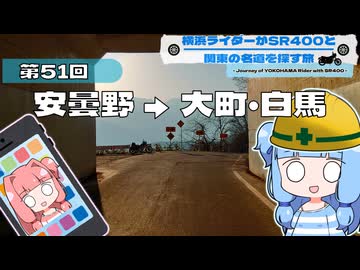 横浜ライダーがSR400と
関東の名道を探す旅
- Journey of YOKOHAMA Rider with SR400 -
第51回
安曇野 → 大町・白馬